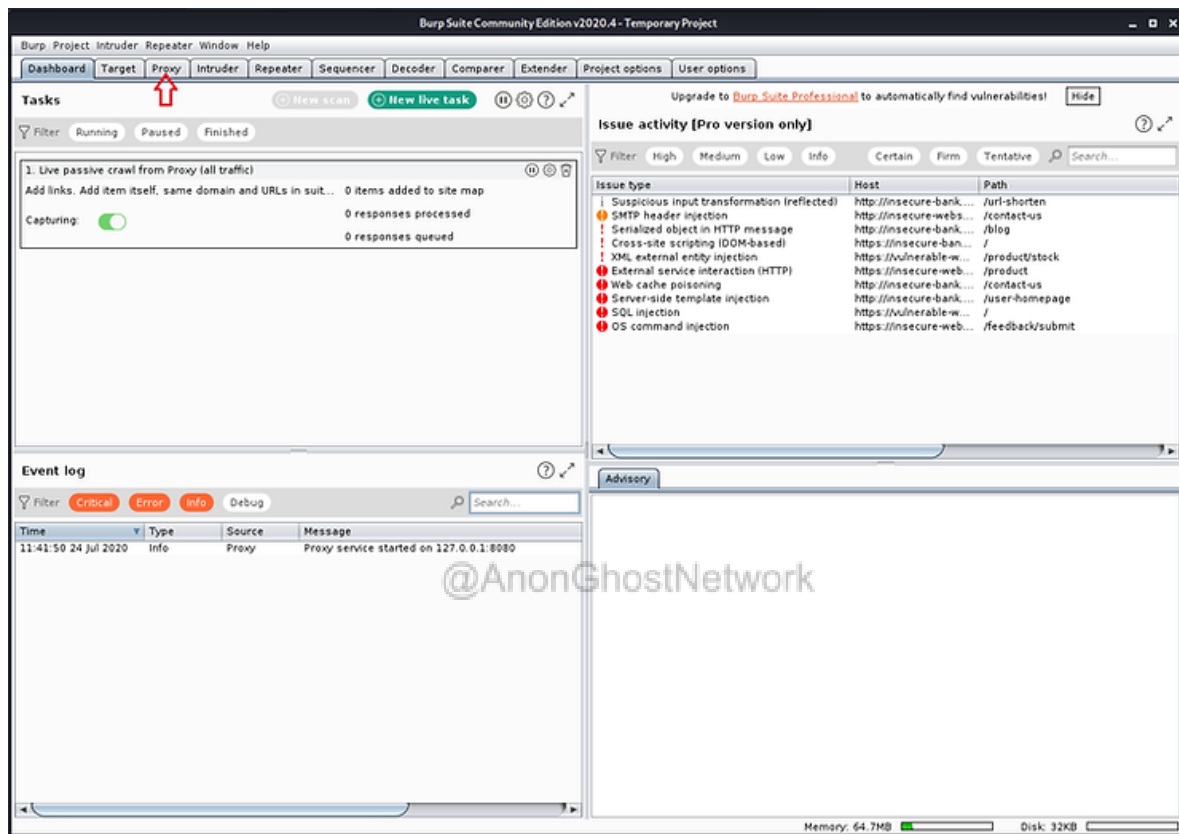 Burp Suite Community Edition v2020.4 - Temporary Project
Burp Project Intruder Repeater Window Help
Dashboard Target Proxy Intruder Repeater Sequencer Decoder Comparer Extender Project options User options
Tasks
New scan
New live task
Filter Running Paused Finished
1. Live passive crawl from Proxy (all traffic)
Add links. Add item itself, same domain and URLs in suit... 0 items added to site map
Capturing:
0 responses processed
0 responses queued
Upgrade to Burp Suite Professional to automatically find vulnerabilities! Hide
Issue activity [Pro version only]
Filter High Medium Low Info Certain Firm Tentative Search...
Issue type Host Path
Suspicious input transformation (reflected) http://insecure-bank.... /url-shorten
SMTP header injection http://insecure-webs... /contact-us
Serialized object in HTTP message http://insecure-bank.... /blog
Cross-site scripting (DOM-based) https://insecure-ban... /
XML external entity injection https://vulnerable-w... /product/stock
External service interaction (HTTP) https://insecure-web... /product
Web cache poisoning http://insecure-bank.... /contact-us
Server-side template injection http://insecure-bank.... /user-homepage
SQL injection https://vulnerable-w... /
OS command injection https://insecure-web... /feedback/submit
Event log
Filter Critical Error Info Debug Search...
Time Type Source Message
11:41:50 24 Jul 2020 Info Proxy Proxy service started on 127.0.0.1:8080
Advisory
@AnonGhostNetwork
Memory: 64.7MB Disk: 32KB